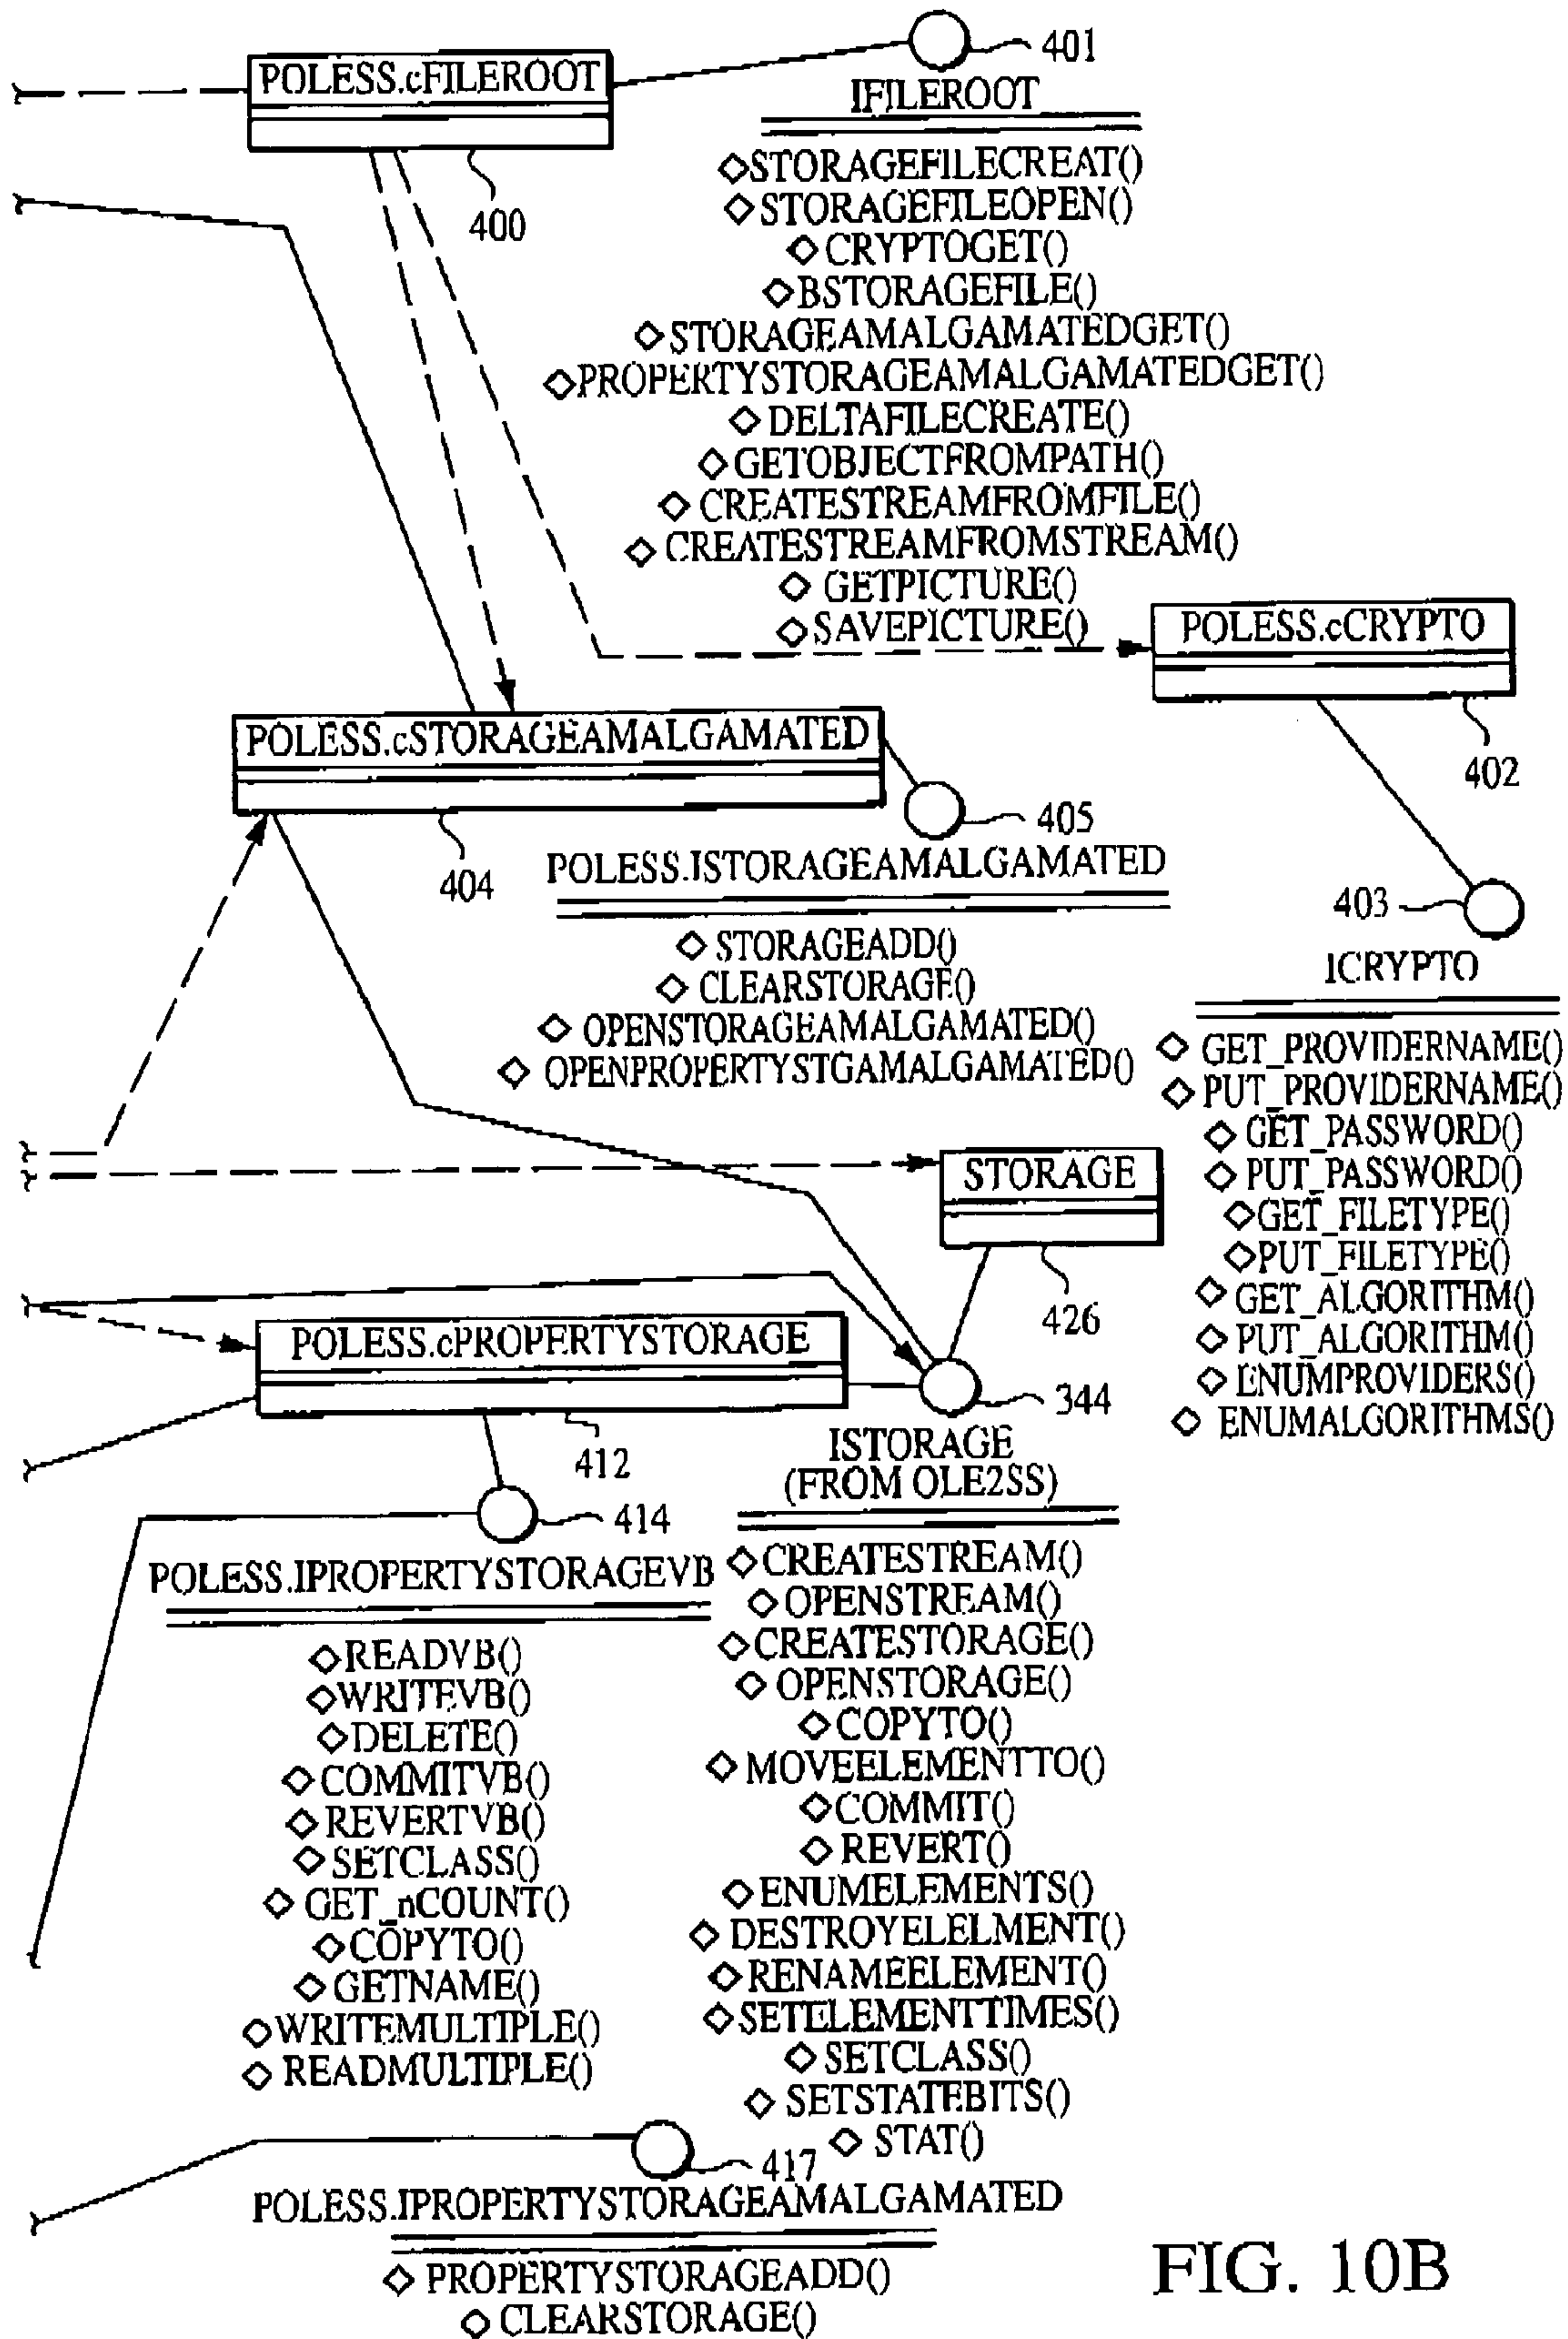 POLESS.cFILEROOT
400
401
IFILEROOT
STORAGEFILECREAT()
STORAGEFILEOPEN()
CRYPTOGET()
BSTORAGEFILE()
STORAGEAMALGAMATEDGET()
PROPERTYSTORAGEAMALGAMATEDGET()
DELTAFILECREATE()
GETOBJECTFROMPATH()
CREATESTREAMFROMFILE()
CREATESTREAMFROMSTREAM()
GETPICTURE()
SAVEPICTURE()
POLESS.cCRYPTO
402
403
ICRYPTO
GET_PROVIDERNAME()
PUT_PROVIDERNAME()
GET_PASSWORD()
PUT_PASSWORD()
GET_FILETYPE()
PUT_FILETYPE()
GET_ALGORITHM()
PUT_ALGORITHM()
ENUMPROVIDERS()
ENUMALGORITHMS()
POLESS.cSTORAGEAMALGAMATED
404
405
POLESS.ISTORAGEAMALGAMATED
STORAGEADD()
CLEARSTORAGE()
OPENSTORAGEAMALGAMATED()
OPENPROPERTYSTGAMALGAMATED()
STORAGE
426
POLESS.cPROPERTYSTORAGE
412
344
ISTORAGE
(FROM OLE2SS)
CREATESTREAM()
OPENSTREAM()
CREATESTORAGE()
OPENSTORAGE()
COPYTO()
MOVEELEMENTTO()
COMMIT()
REVERT()
ENUMELEMENTS()
DESTROYELELMENT()
RENAMEELEMENT()
SETELEMENTTIMES()
SETCLASS()
SETSTATEBITS()
STAT()
414
POLESS.IPROPERTYSTORAGEVB
READVB()
WRITEVB()
DELETE()
COMMITVB()
REVERTVB()
SETCLASS()
GET_nCOUNT()
COPYTO()
GETNAME()
WRITEMULTIPLE()
READMULTIPLE()
417
POLESS.IPROPERTYSTORAGEAMALGAMATED
PROPERTYSTORAGEADD()
CLEARSTORAGE()
FIG. 10B